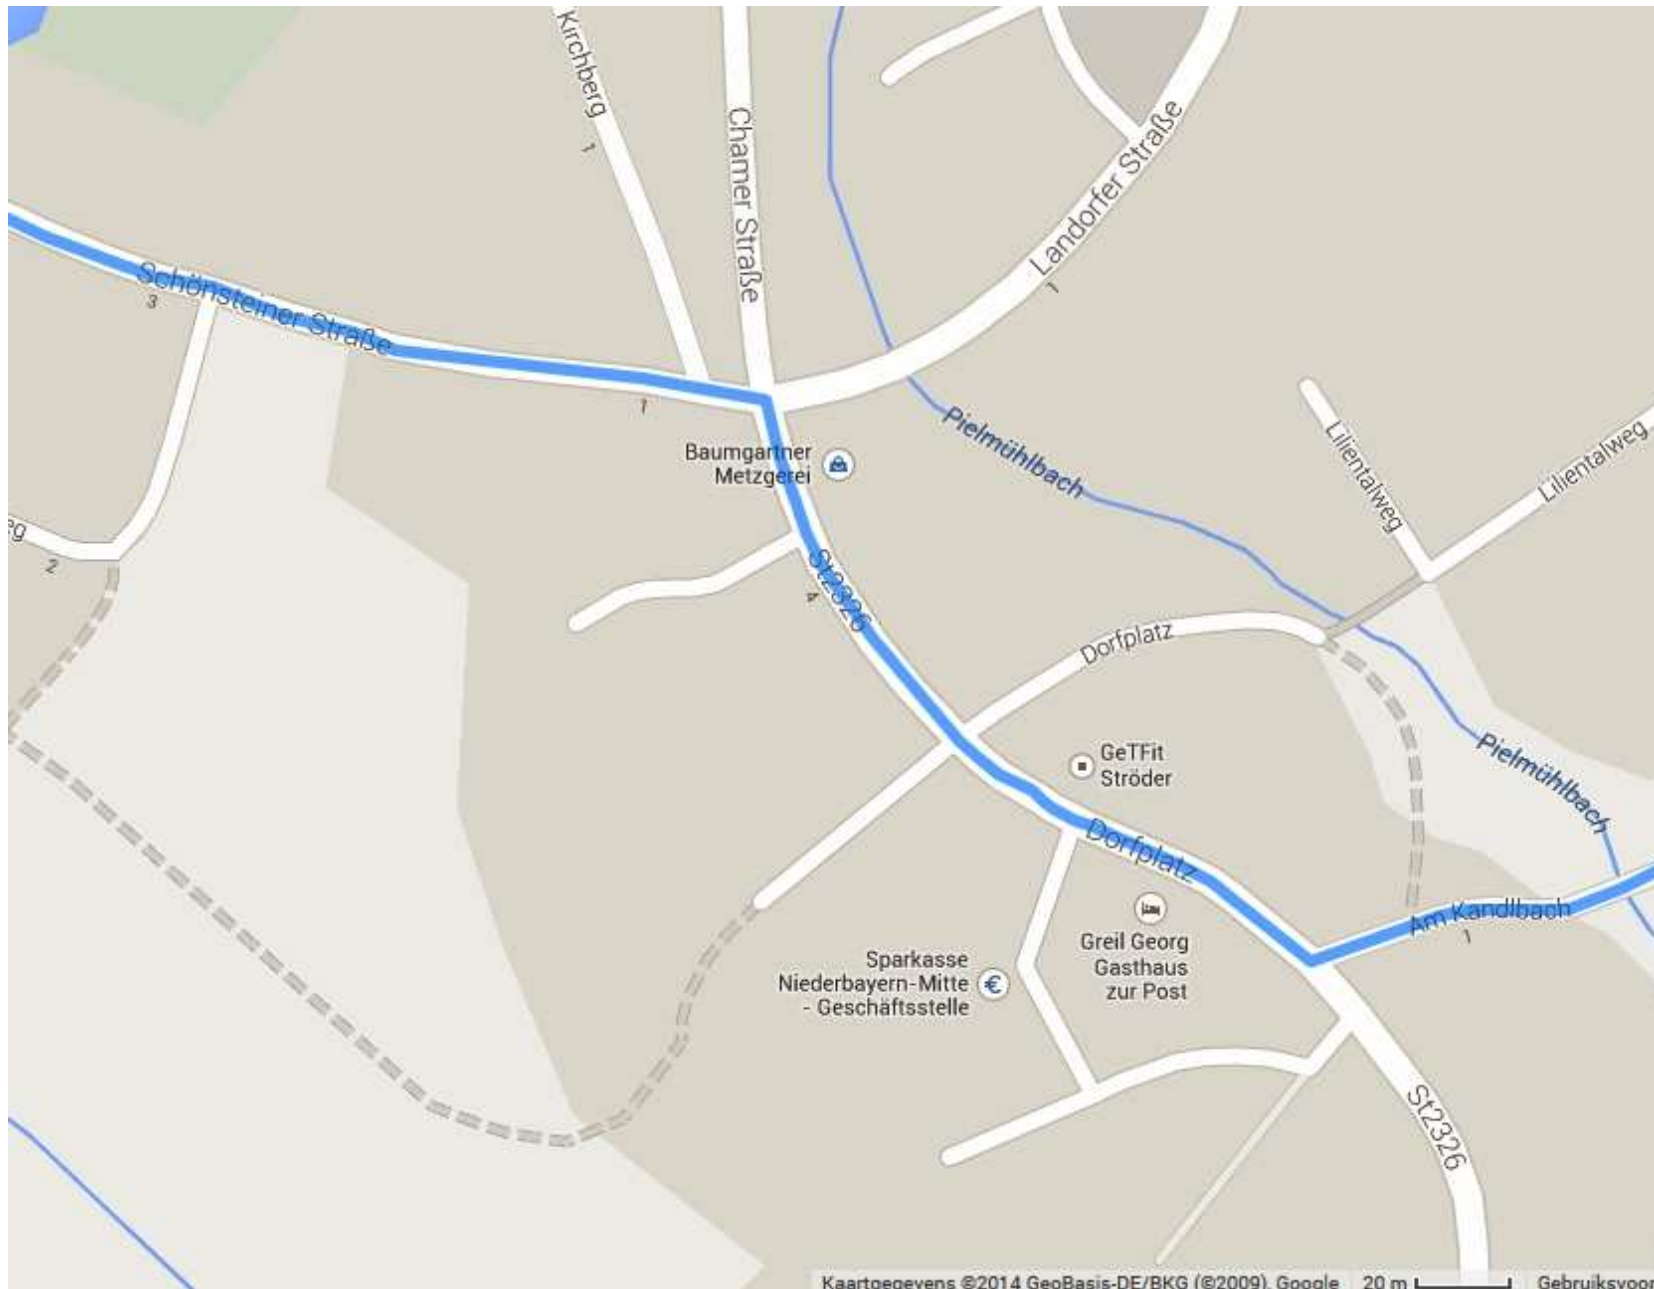 Kirchberg
1
Chamer Straße
Landorfer Straße
1
Schönsteiner Straße
3
1
Pielmühlbach
Baumgartner
Metzgerei
Lilientalweg
Lilientalweg
eg
2
St2326
4
Dorfplatz
GeTFit
Ströder
Pielmühlbach
Dorfplatz
Am Kandlbach
1
Greil Georg
Gasthaus
zur Post
Sparkasse
Niederbayern-Mitte
- Geschäftsstelle
€
St2326
Kaartgegevens ©2014 GeoBasis-DE/BKG (©2009), Google 20 m Gebruiksvoor